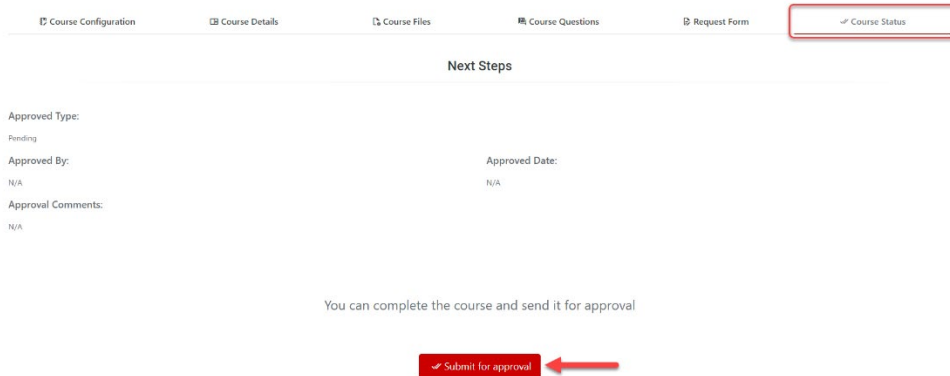 Course Configuration Course Details Course Files Course Questions Request Form Course Status
Next Steps
Approved Type:
Pending
Approved By: Approved Date:
N/A N/A
Approval Comments:
N/A
You can complete the course and send it for approval
Submit for approval